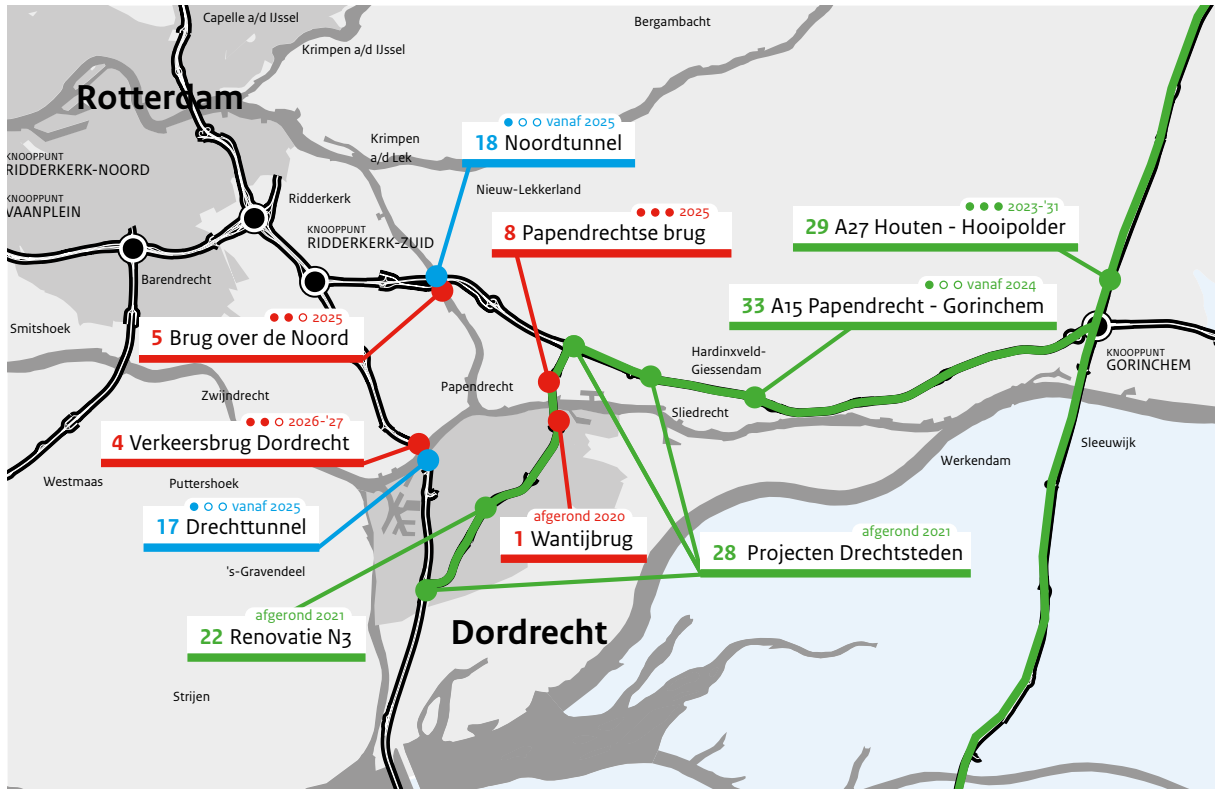 Capelle a/d IJssel
Bergambacht
Krimpen a/d IJssel
Rotterdam
vanaf 2025
18 Noordtunnel
Krimpen
a/d Lek
KNOOPPUNT
RIDDERKERK-NOORD
Nieuw-Lekkerland
Ridderkerk
KNOOPPUNT
VAANPLEIN
2025
8 Papendrechtse brug
2023-'31
29 A27 Houten - Hooipolder
KNOOPPUNT
RIDDERKERK-ZUID
Barendrecht
vanaf 2024
33 A15 Papendrecht - Gorinchem
Smitshoek
2025
5 Brug over de Noord
Hardinxveld-
Giessendam
KNOOPPUNT
GORINCHEM
Zwijndrecht
Papendrecht
Sliedrecht
2026-'27
4 Verkeersbrug Dordrecht
Sleeuwijk
Werkendam
Westmaas
Puttershoek
vanaf 2025
17 Drechttunnel
afgerond 2020
1 Wantijbrug
afgerond 2021
28 Projecten Drechtsteden
's-Gravendeel
afgerond 2021
22 Renovatie N3
Dordrecht
Strijen